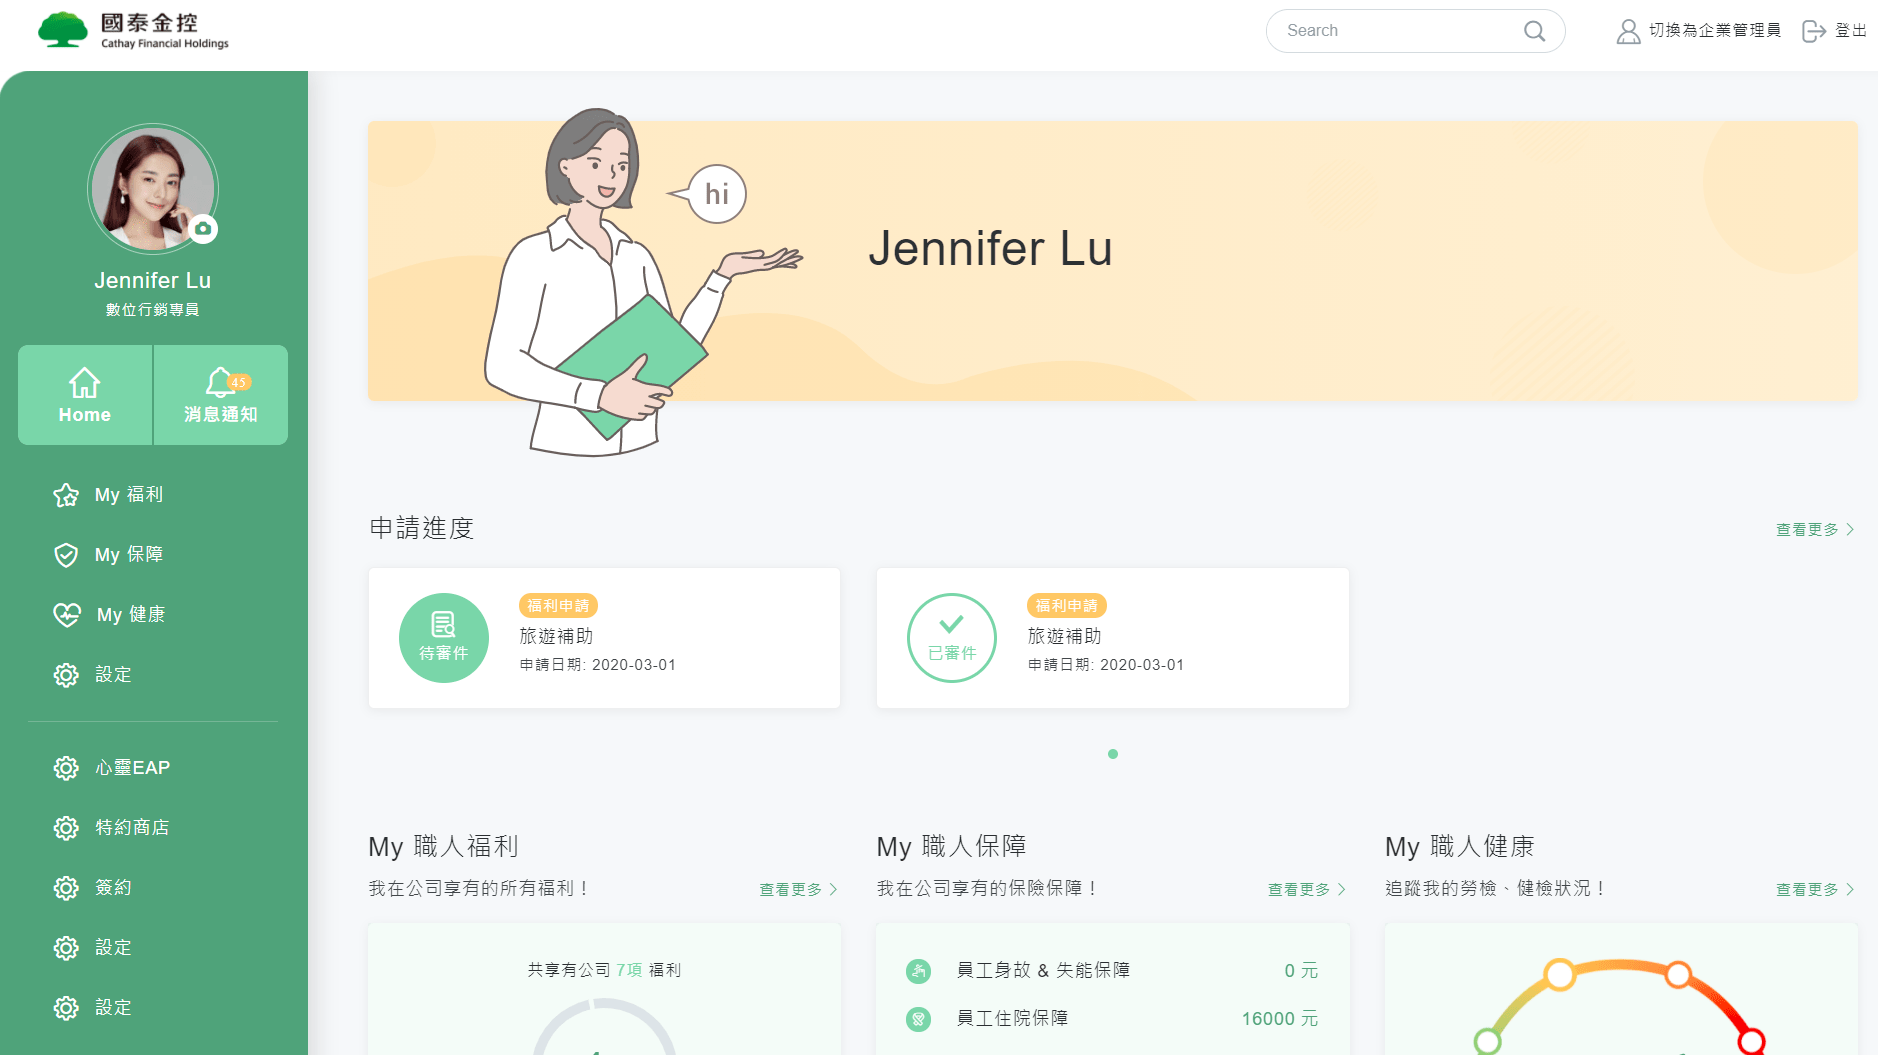 國泰金控
Cathay Financial Holdings
Search
切換為企業管理員
登出
Jennifer Lu
數位行銷專員
Home
45
消息通知
My 福利
My 保障
My 健康
設定
心靈EAP
特約商店
簽約
設定
設定
hi
Jennifer Lu
申請進度
查看更多
待審件
福利申請
旅遊補助
申請日期: 2020-03-01
已審件
福利申請
旅遊補助
申請日期: 2020-03-01
My 職人福利
我在公司享有的所有福利！
查看更多
共享有公司 7項 福利
My 職人保障
我在公司享有的保險保障！
查看更多
員工身故 & 失能保障
0 元
員工住院保障
16000 元
My 職人健康
追蹤我的勞檢、健檢狀況！
查看更多